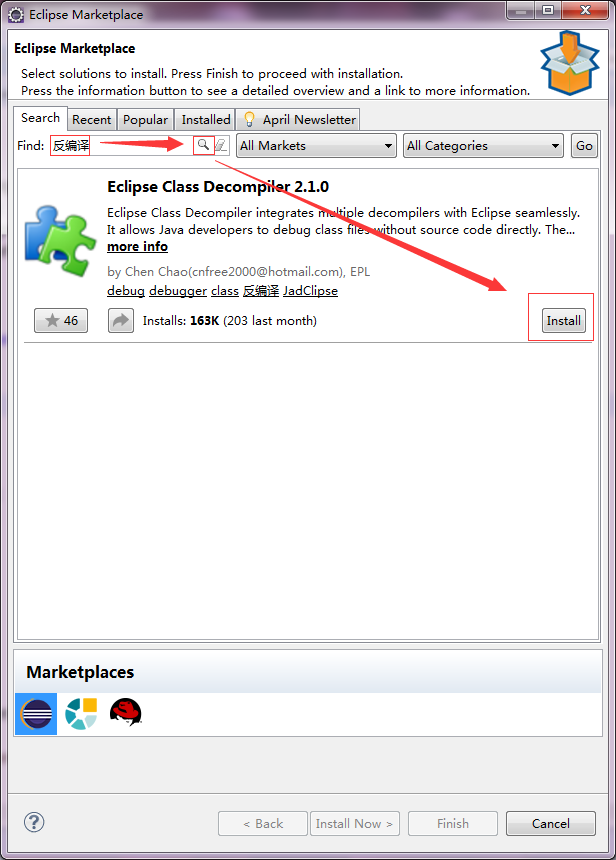 Eclipse Marketplace
Eclipse Marketplace
Select solutions to install. Press Finish to proceed with installation.
Press the information button to see a detailed overview and a link to more information.
Search Recent Popular Installed April Newsletter
Find: 反编译 All Markets All Categories Go
Eclipse Class Decompiler 2.1.0
Eclipse Class Decompiler integrates multiple decompilers with Eclipse seamlessly.
It allows Java developers to debug class files without source code directly. The...
more info
by Chen Chao(cnfree2000@hotmail.com), EPL
debug debugger class 反编译 JadClipse
46 Installs: 163K (203 last month) Install
Marketplaces
? < Back Install Now > Finish Cancel